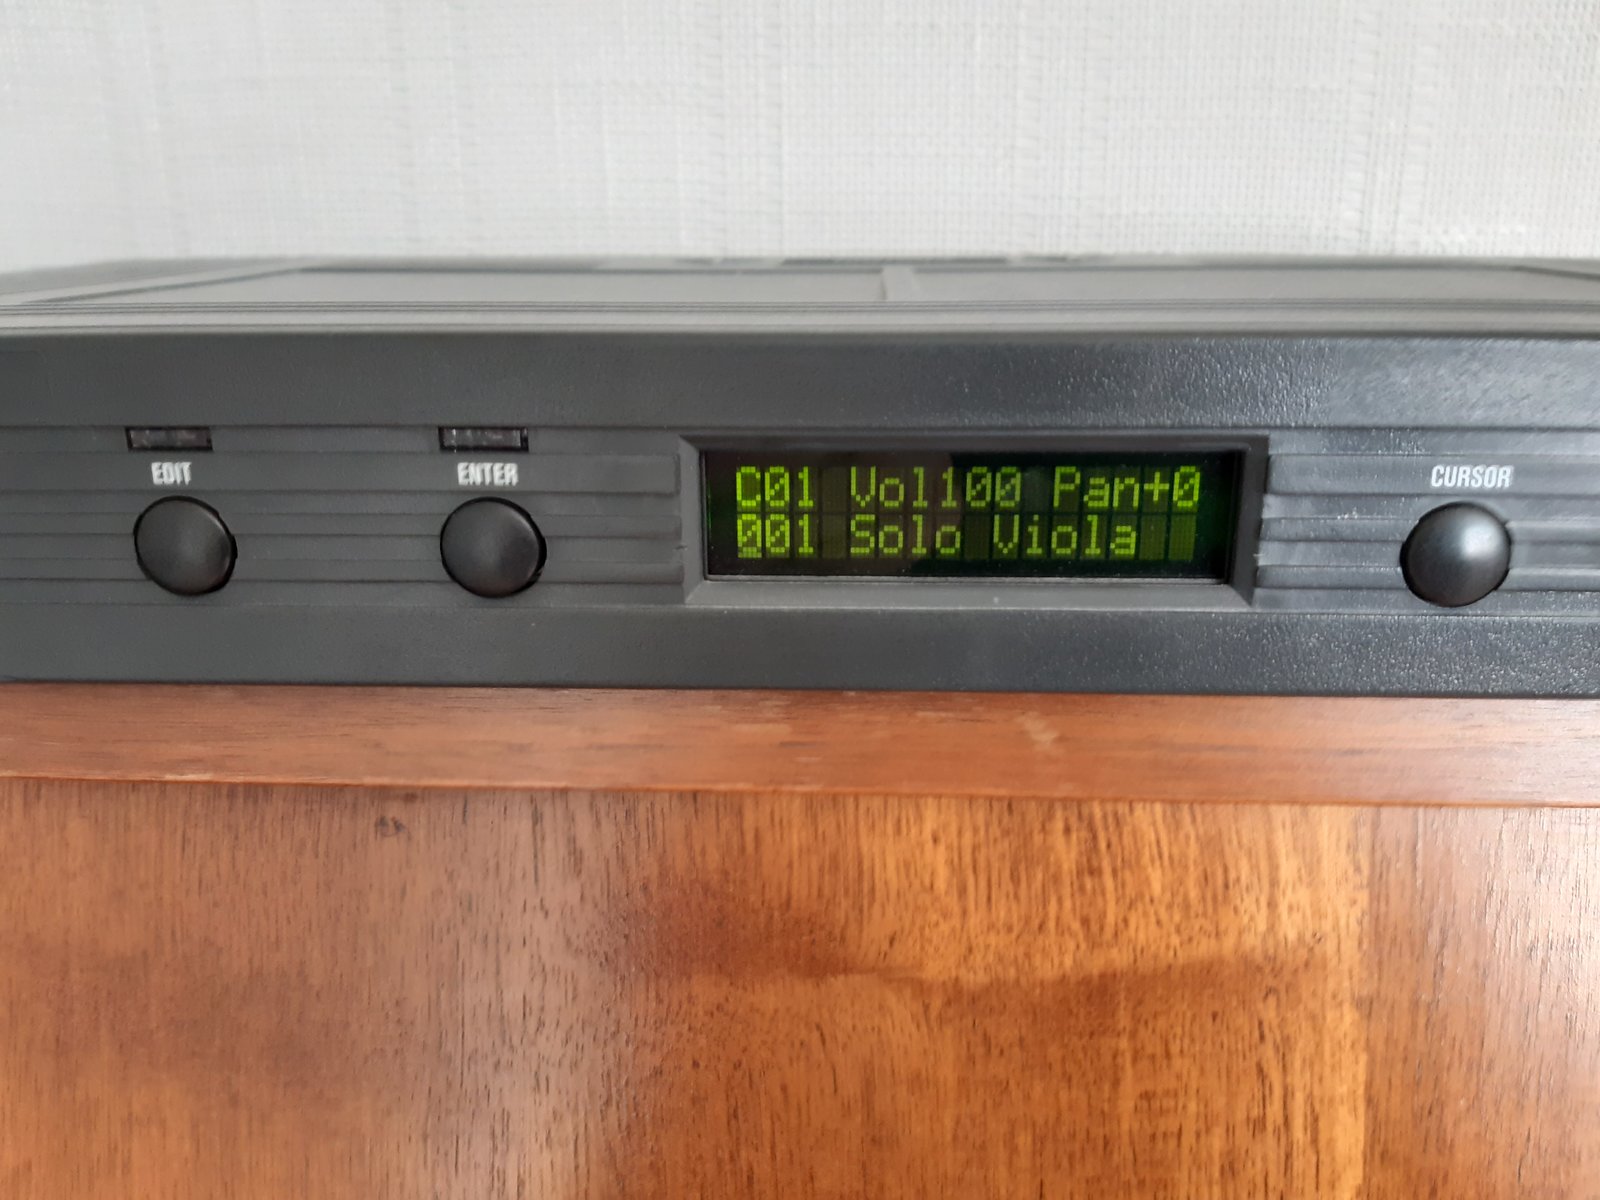 EDIT
ENTER
C01 Vol100 Pan+0
001 Solo Viola
CURSOR